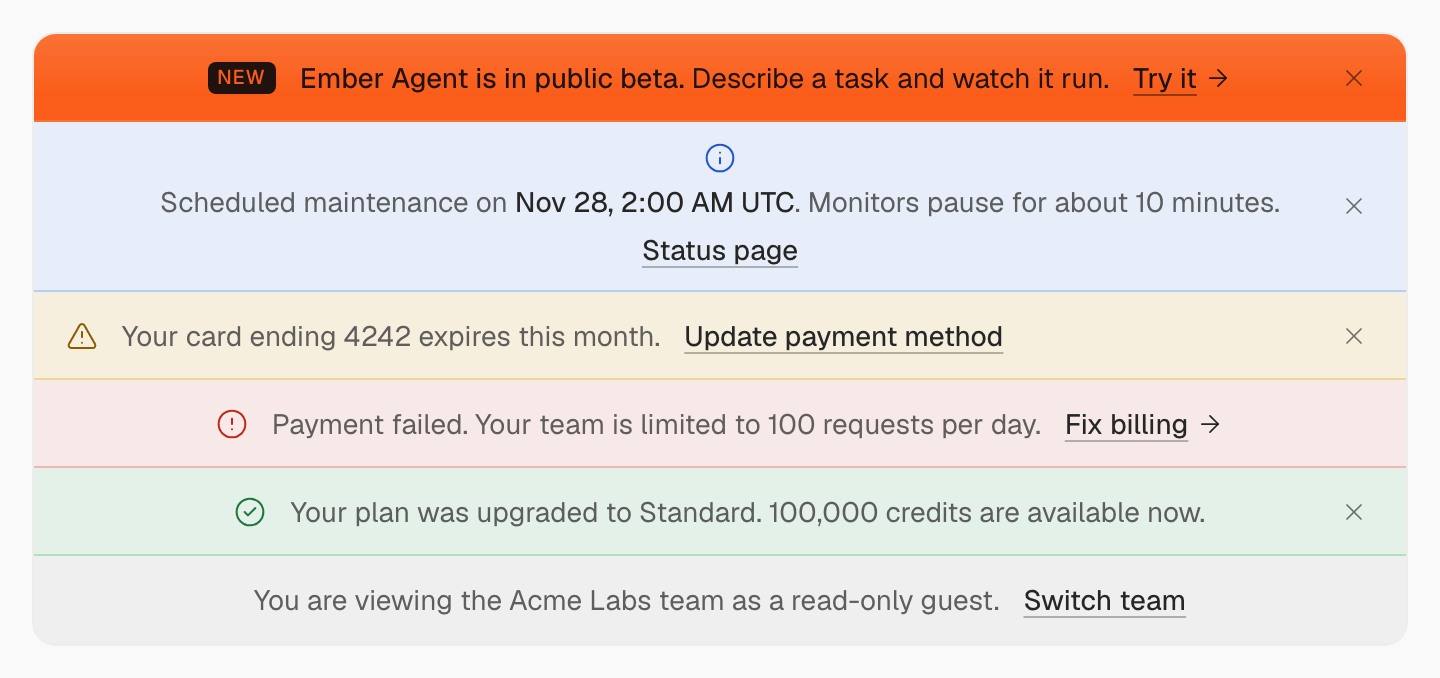 NEW Ember Agent is in public beta. Describe a task and watch it run. Try it →
Scheduled maintenance on Nov 28, 2:00 AM UTC. Monitors pause for about 10 minutes.
Status page
Your card ending 4242 expires this month. Update payment method
Payment failed. Your team is limited to 100 requests per day. Fix billing →
Your plan was upgraded to Standard. 100,000 credits are available now.
You are viewing the Acme Labs team as a read-only guest. Switch team